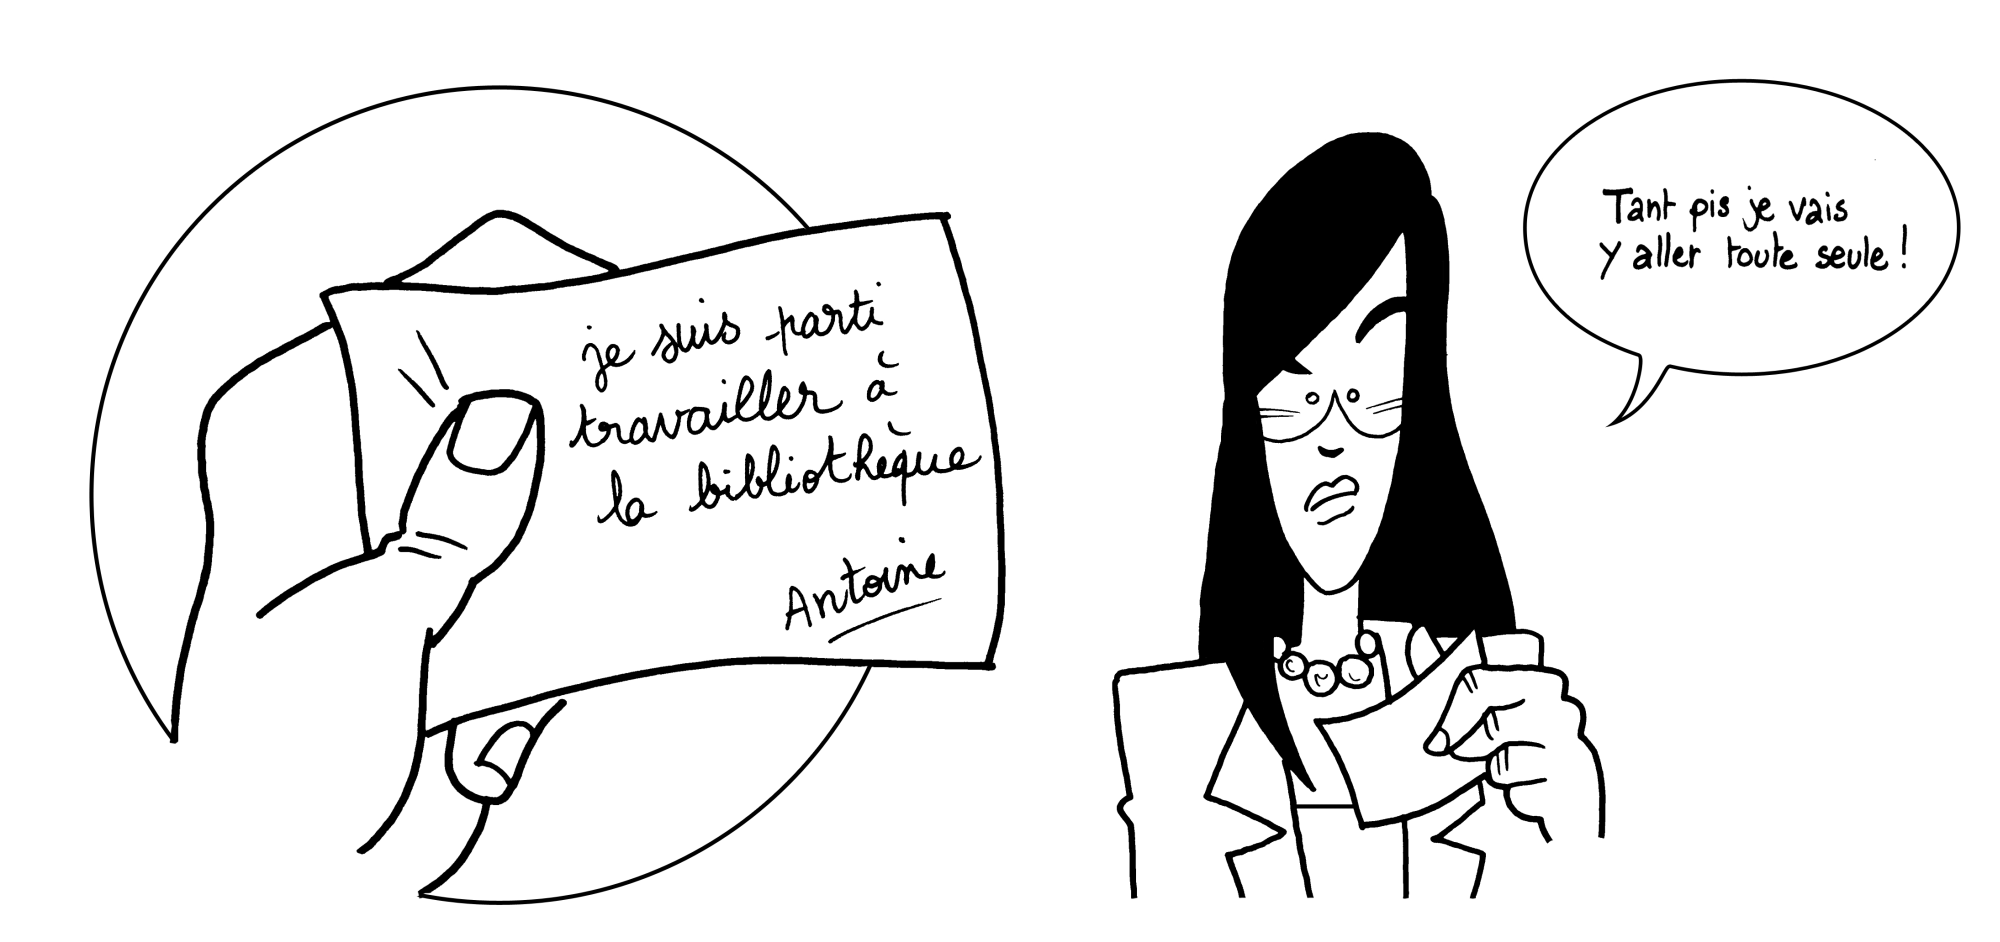 je suis parti
travailler à
la bibliothèque
Antoine
Tant pis je vais
y aller toute seule !